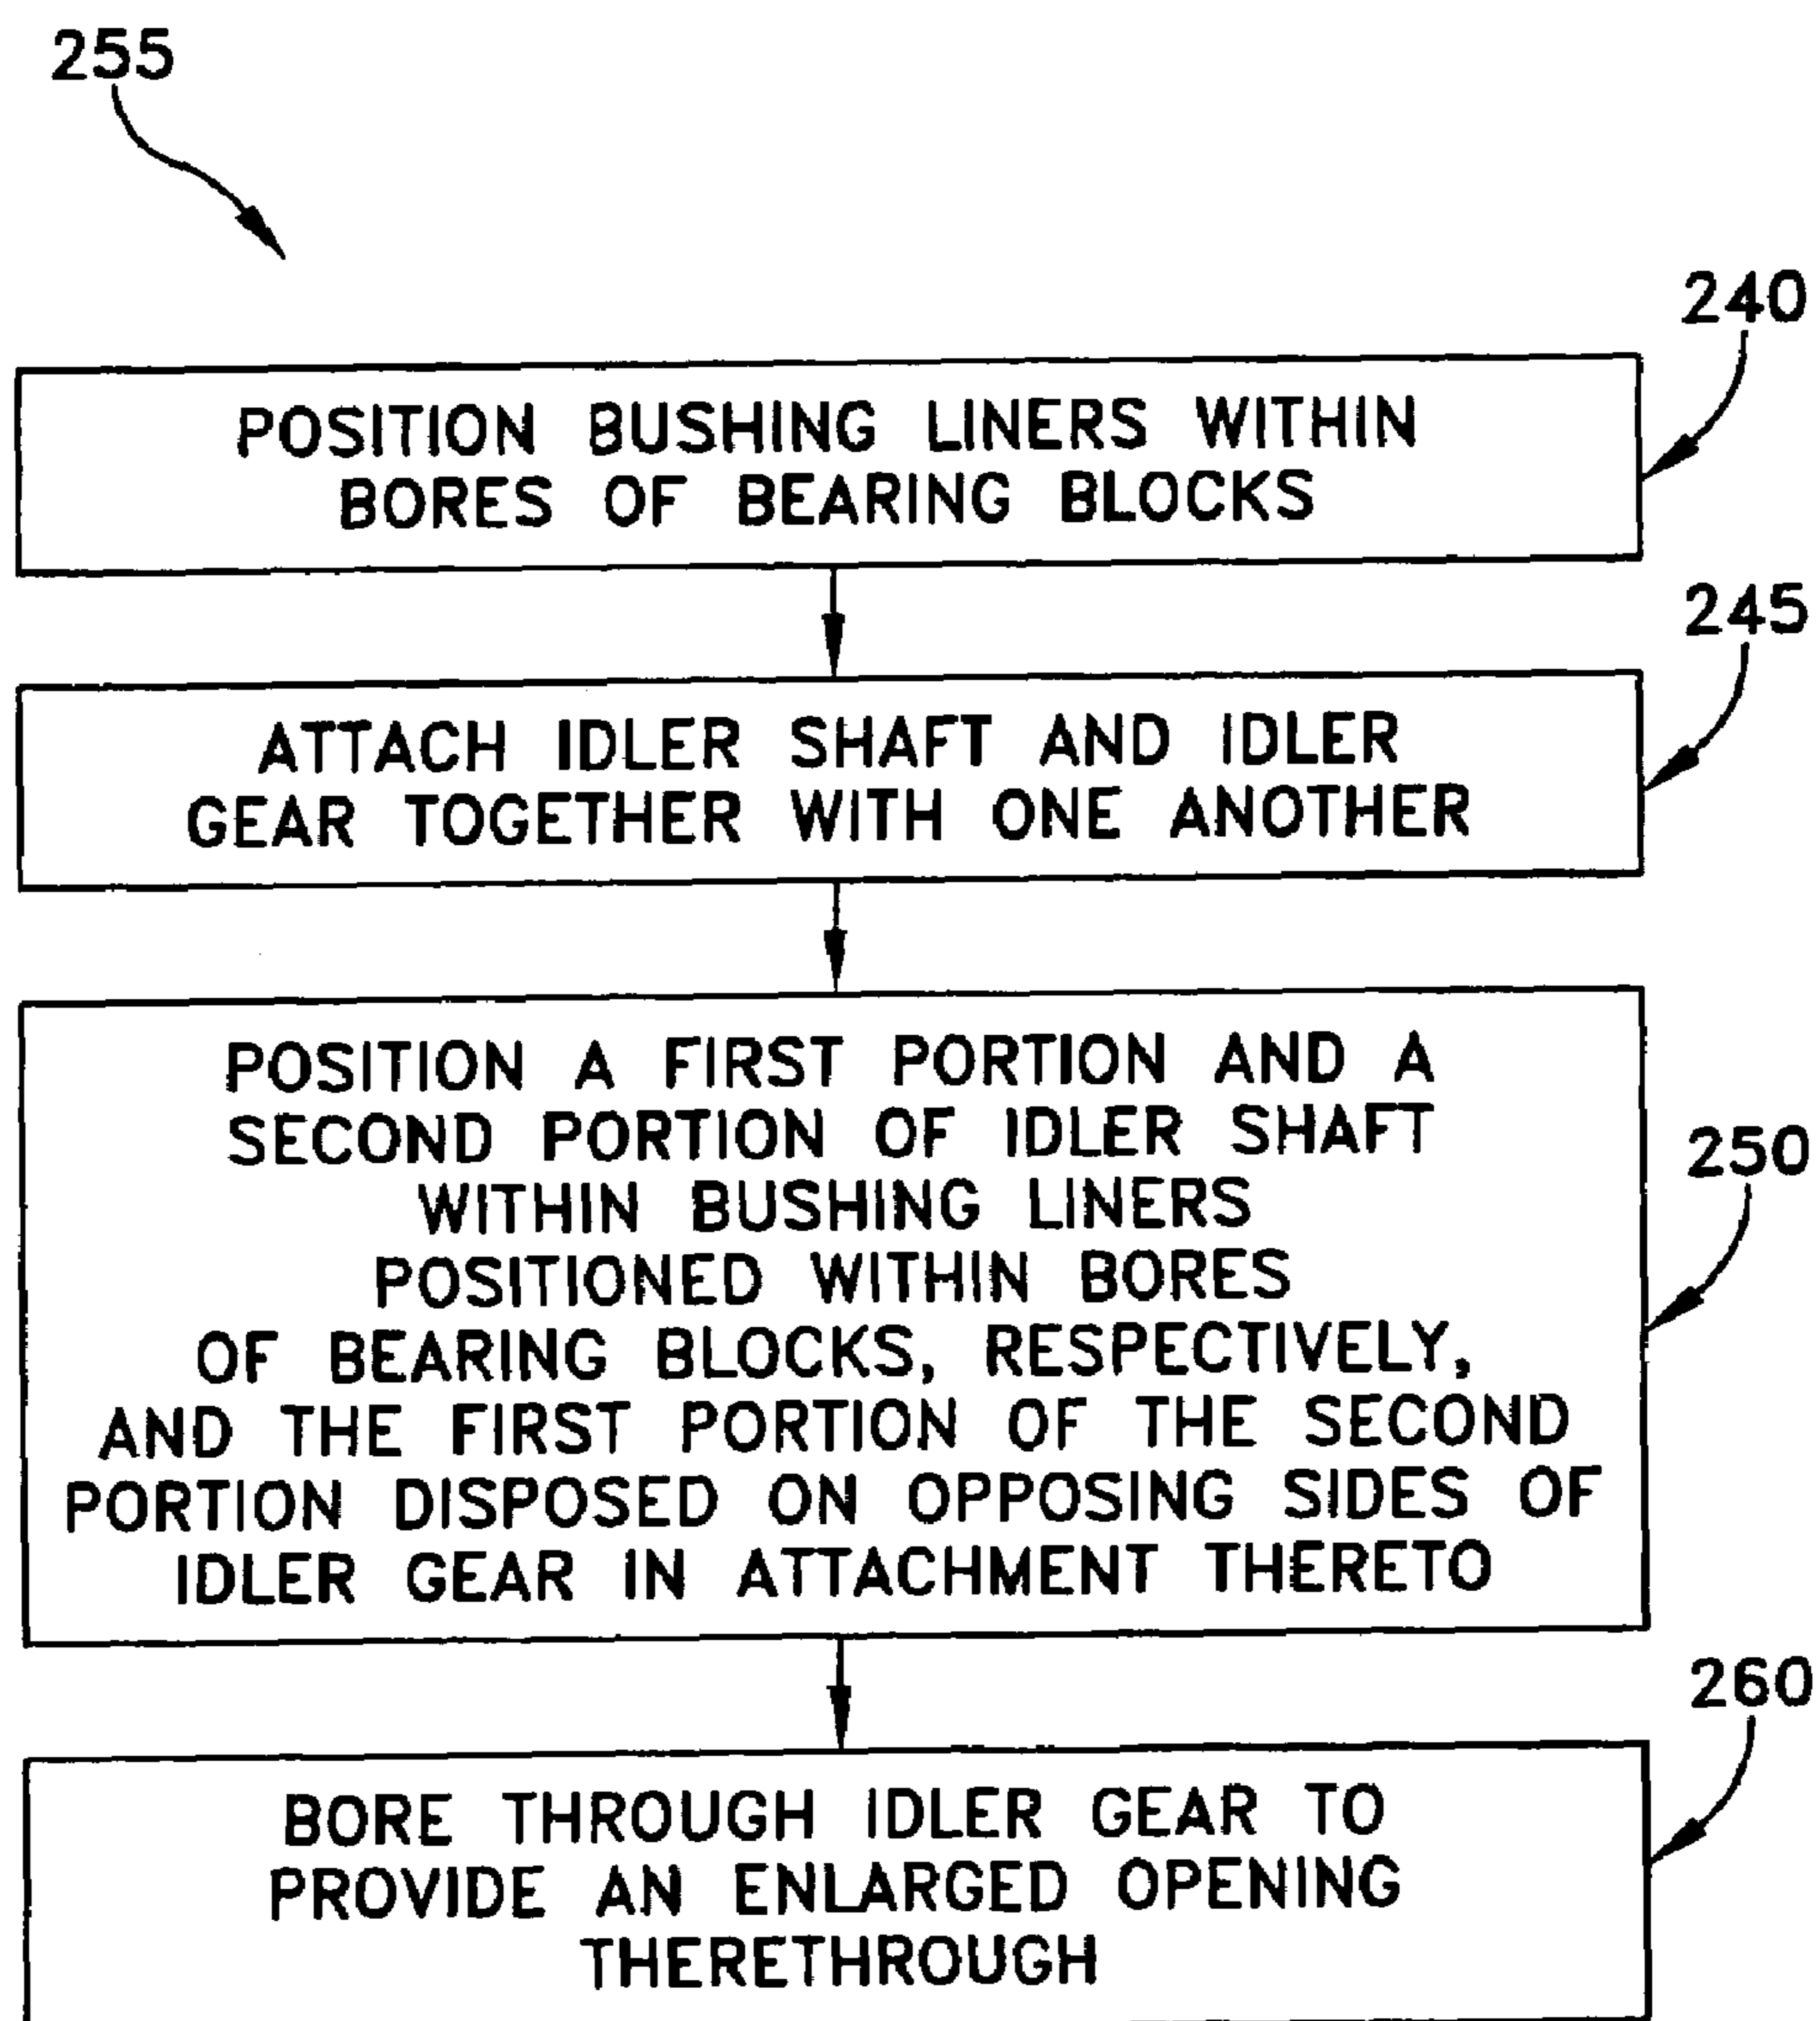 255
240
POSITION BUSHING LINERS WITHIN
BORES OF BEARING BLOCKS
245
ATTACH IDLER SHAFT AND IDLER
GEAR TOGETHER WITH ONE ANOTHER
250
POSITION A FIRST PORTION AND A
SECOND PORTION OF IDLER SHAFT
WITHIN BUSHING LINERS
POSITIONED WITHIN BORES
OF BEARING BLOCKS, RESPECTIVELY,
AND THE FIRST PORTION OF THE SECOND
PORTION DISPOSED ON OPPOSING SIDES OF
IDLER GEAR IN ATTACHMENT THERETO
260
BORE THROUGH IDLER GEAR TO
PROVIDE AN ENLARGED OPENING
THERETHROUGH